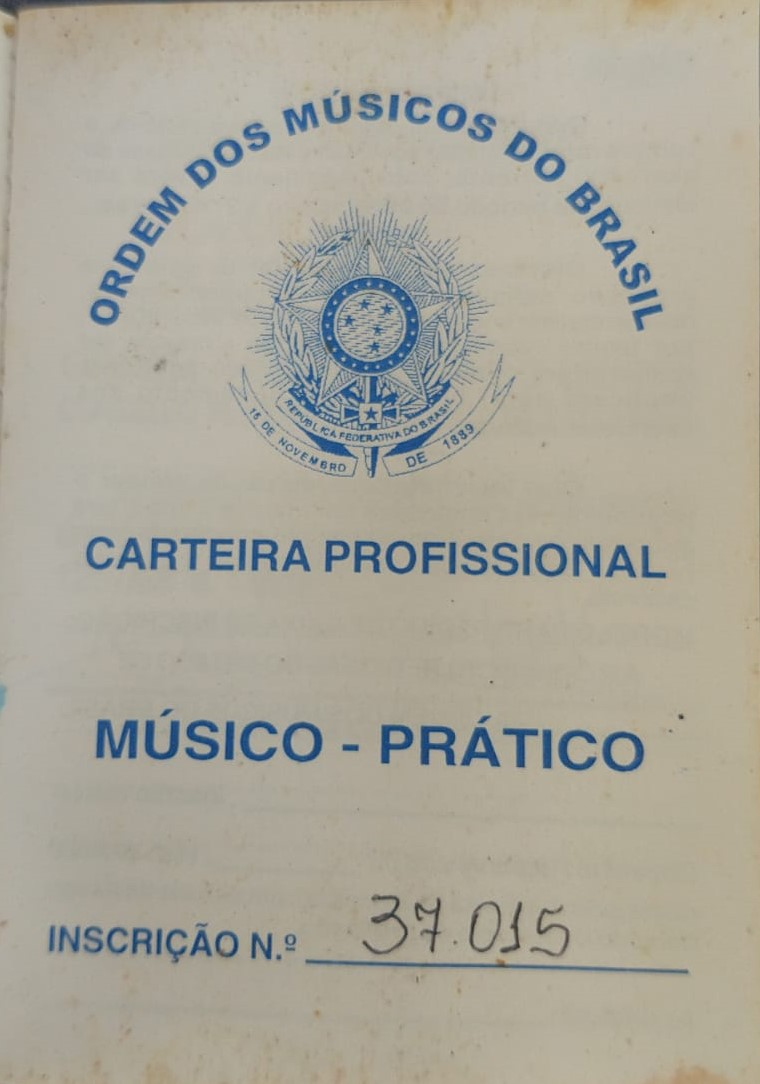 ORDEM DOS MÚSICOS DO BRASIL
REPÚBLICA FEDERATIVA DO BRASIL
15 DE NOVEMBRO DE 1889
CARTEIRA PROFISSIONAL
MÚSICO - PRÁTICO
INSCRIÇÃO N.º 37.015